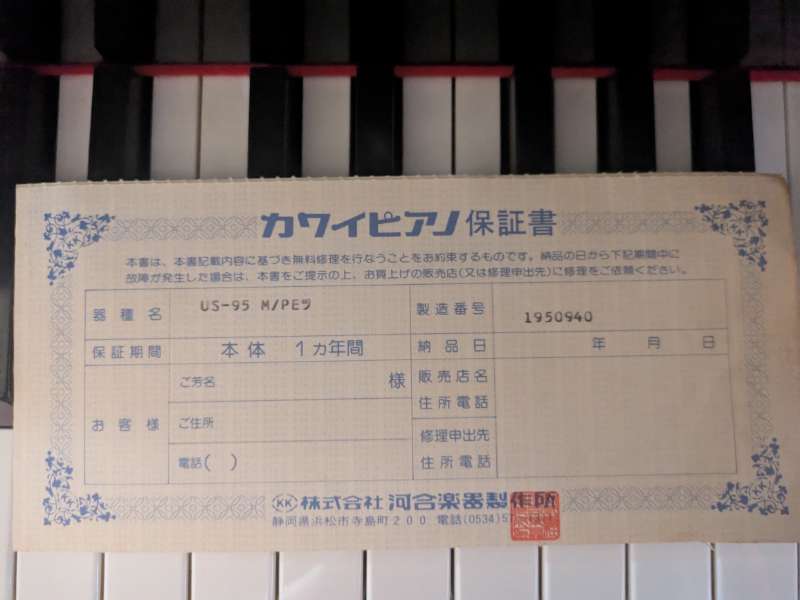 カワイピアノ保証書
本書は、本書記載内容に基づき無料修理を行なうことをお約束するものです。納品の日から下記期間中に
故障が発生した場合は、本書をご提示の上、お買上げの販売店(又は修理申出先)に修理をご依頼ください。
器種名 US-95 M/PEラ 製造番号 1950940
保証期間 本体 1カ年間 納品日 年 月 日
お客様 ご芳名 様 販売店名
住所電話
ご住所
修理申出先
電話( ) 住所電話
KK 株式会社 河合楽器製作所
静岡県浜松市寺島町200 電話(0534)5